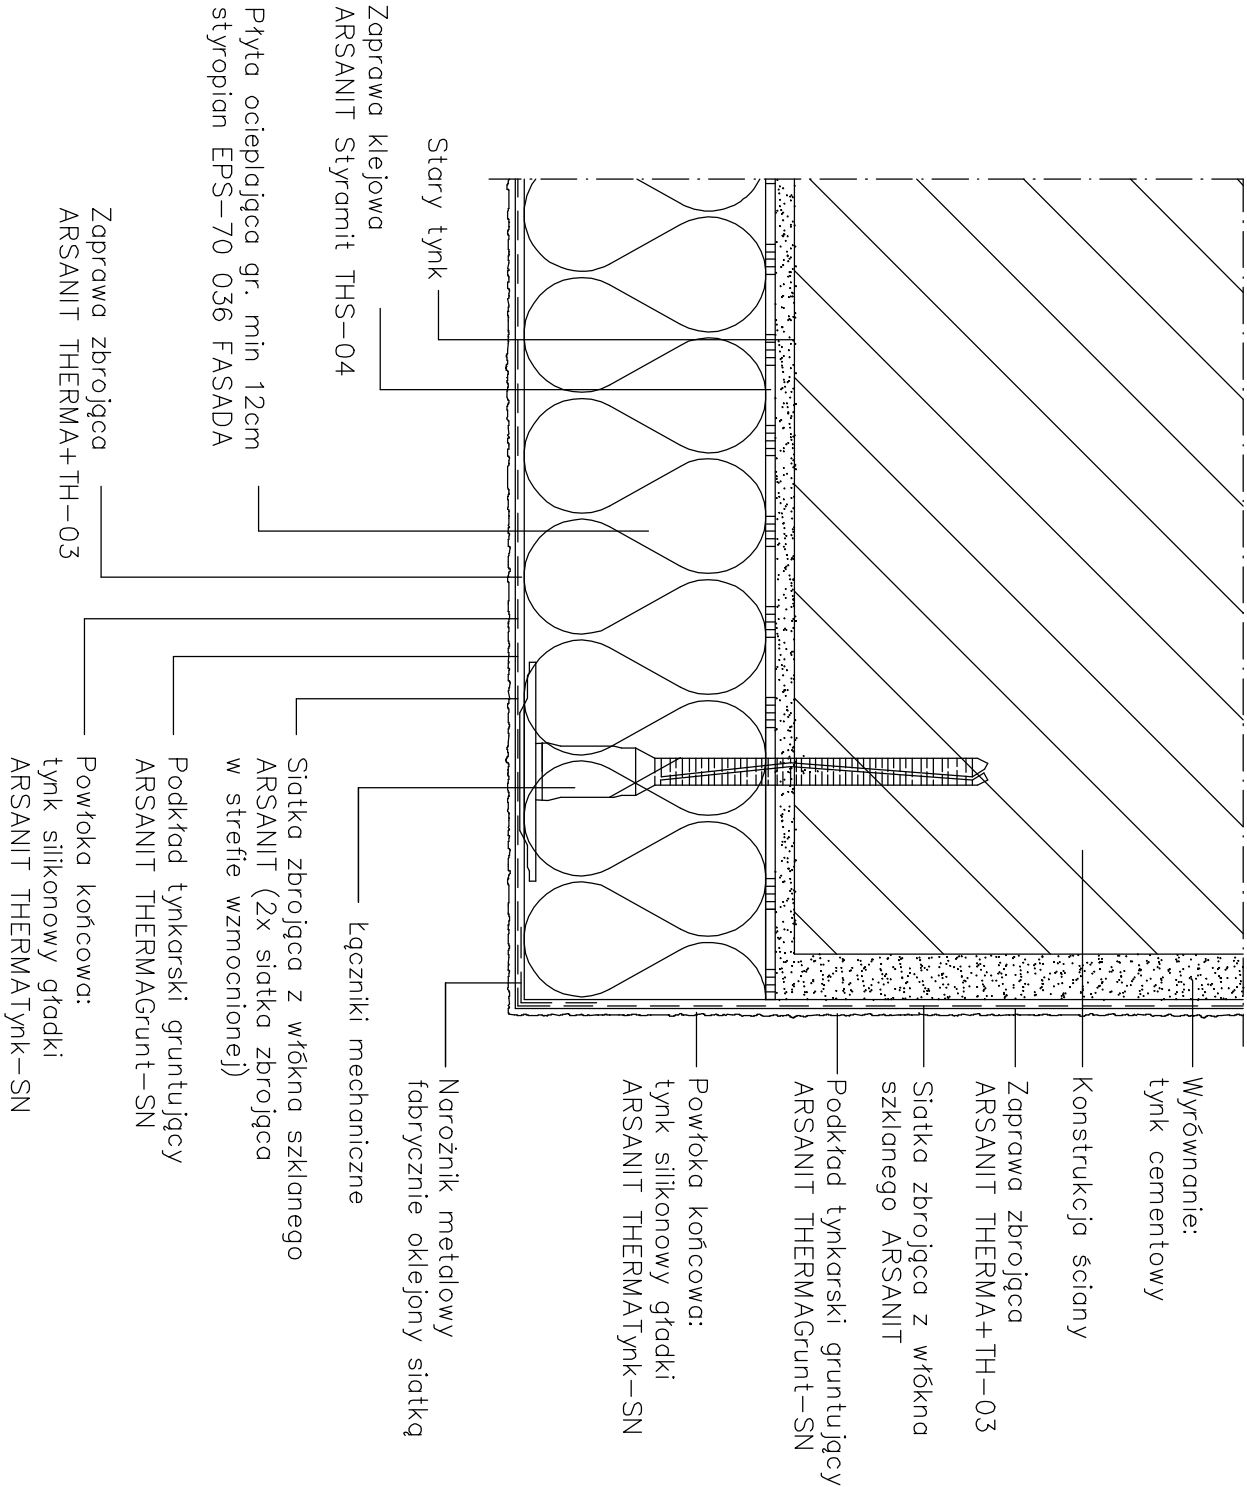 Zaprawa klejowa
ARSANIT Styramit THS-04
Płyta ocieplająca gr. min 12cm
styropian EPS-70 036 FASADA
Stary tynk
Zaprawa zbrojąca
ARSANIT THERMA+TH-03
Siatka zbrojąca z włókna szklanego
ARSANIT (2x siatka zbrojąca
w strefie wzmocnionej)
Podkład tynkarski gruntujący
ARSANIT THERMAGrunt-SN
Powłoka końcowa:
tynk silikonowy gładki
ARSANIT THERMATynk-SN
Łączniki mechaniczne
Wyrównanie:
tynk cementowy
Konstrukcja ściany
Zaprawa zbrojąca
ARSANIT THERMA+TH-03
Siatka zbrojąca z włókna
szklanego ARSANIT
Podkład tynkarski gruntujący
ARSANIT THERMAGrunt-SN
Powłoka końcowa:
tynk silikonowy gładki
ARSANIT THERMATynk-SN
Narożnik metalowy
fabrycznie oklejony siatką